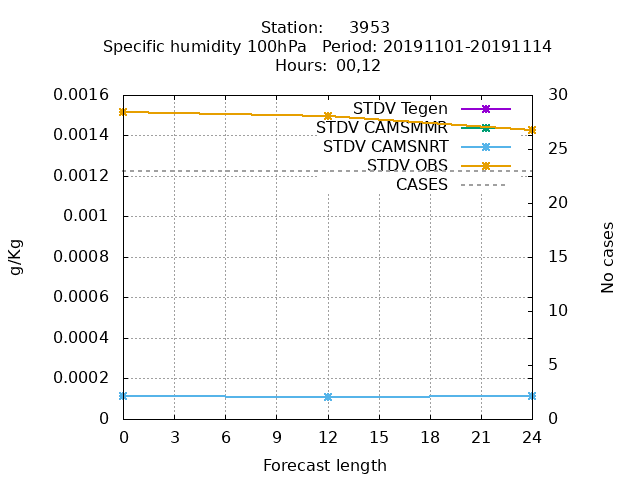 Station:     3953
Specific humidity 100hPa   Period: 20191101-20191114
Hours:  00,12
0.0016
0.0014
0.0012
0.001
0.0008
0.0006
0.0004
0.0002
0
g/Kg
STDV Tegen
STDV CAMSMMR
STDV CAMSNRT
STDV OBS
CASES
30
25
20
15
10
5
0
No cases
0 3 6 9 12 15 18 21 24
Forecast length